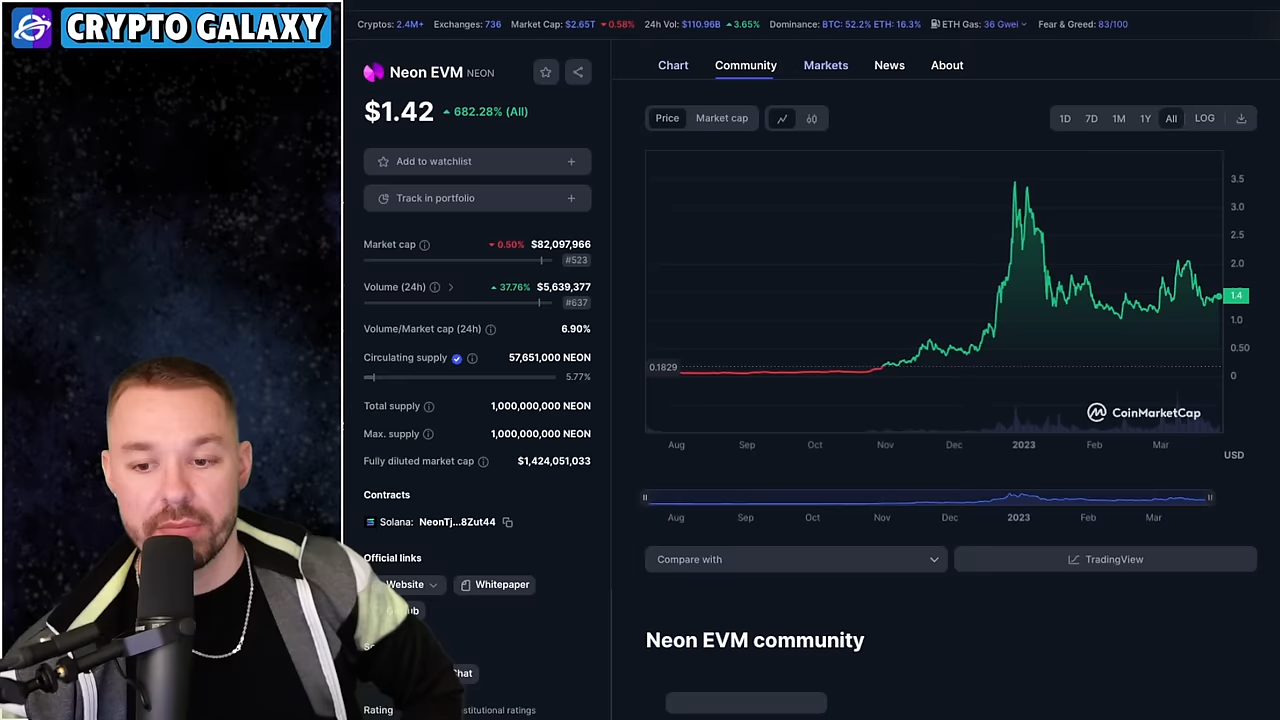 CRYPTO GALAXY
Cryptos: 2.4M+ Exchanges: 736 Market Cap: $2.65T 0.58% 24h Vol: $110.96B 3.65% Dominance: BTC: 52.2% ETH: 16.3% ETH Gas: 36 Gwei Fear & Greed: 83/100
Neon EVM NEON
$1.42 682.28% (All)
Add to watchlist +
Track in portfolio +
Market cap 0.50% $82,097,966
#523
Volume (24h) 37.76% $5,639,377
#637
Volume/Market cap (24h) 6.90%
Circulating supply 57,651,000 NEON
5.77%
Total supply 1,000,000,000 NEON
Max. supply 1,000,000,000 NEON
Fully diluted market cap $1,424,051,033
Contracts
Solana: NeonTj...8Zut44
Official links
Website Whitepaper
Chat
Rating
Chart Community Markets News About
Price Market cap
1D 7D 1M 1Y All LOG
3.5
3.0
2.5
2.0
1.4
1.0
0.50
0.1829
0
CoinMarketCap
Aug Sep Oct Nov Dec 2023 Feb Mar
USD
Aug Sep Oct Nov Dec 2023 Feb Mar
Compare with TradingView
Neon EVM community